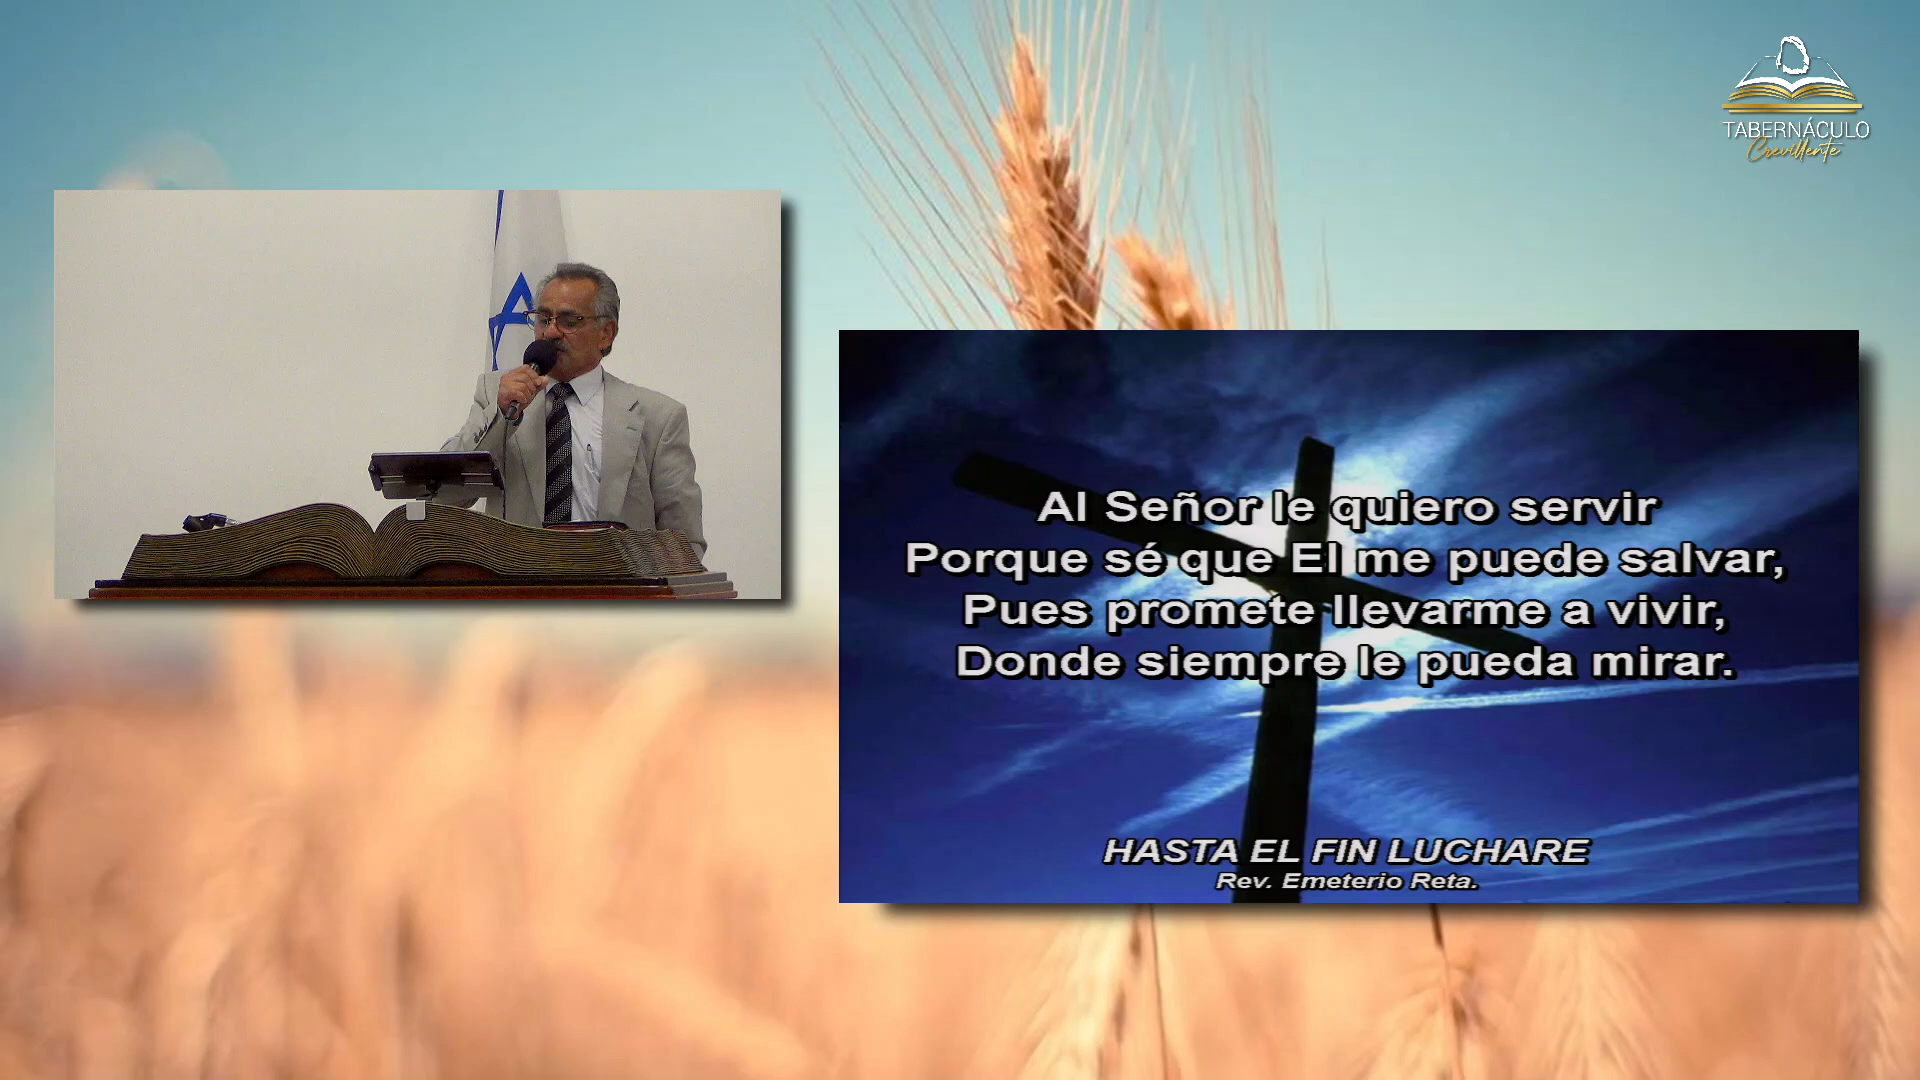 TABERNÁCULO
Crevillente
Al Señor le quiero servir
Porque sé que El me puede salvar,
Pues promete llevarme a vivir,
Donde siempre le pueda mirar.
HASTA EL FIN LUCHARE
Rev. Emeterio Reta.